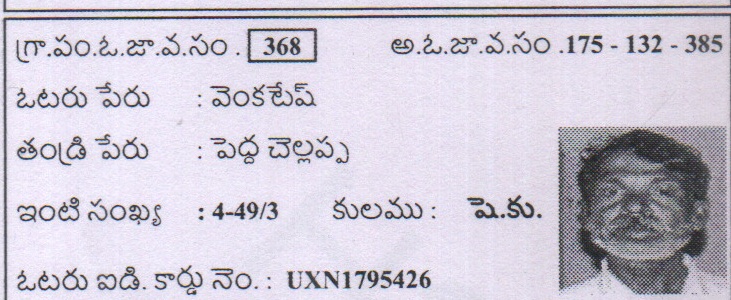 గ్రా.పం.ఓ.జా.వ.సం . 368 అ.ఓ.జా.వ.సం .175 - 132 - 385
ఓటరు పేరు : వెంకటేష్
తండ్రి పేరు : పెద్ద చెల్లప్ప
ఇంటి సంఖ్య : 4-49/3 కులము : షె.కు.
ఓటరు ఐడి. కార్డు నెం. : UXN1795426